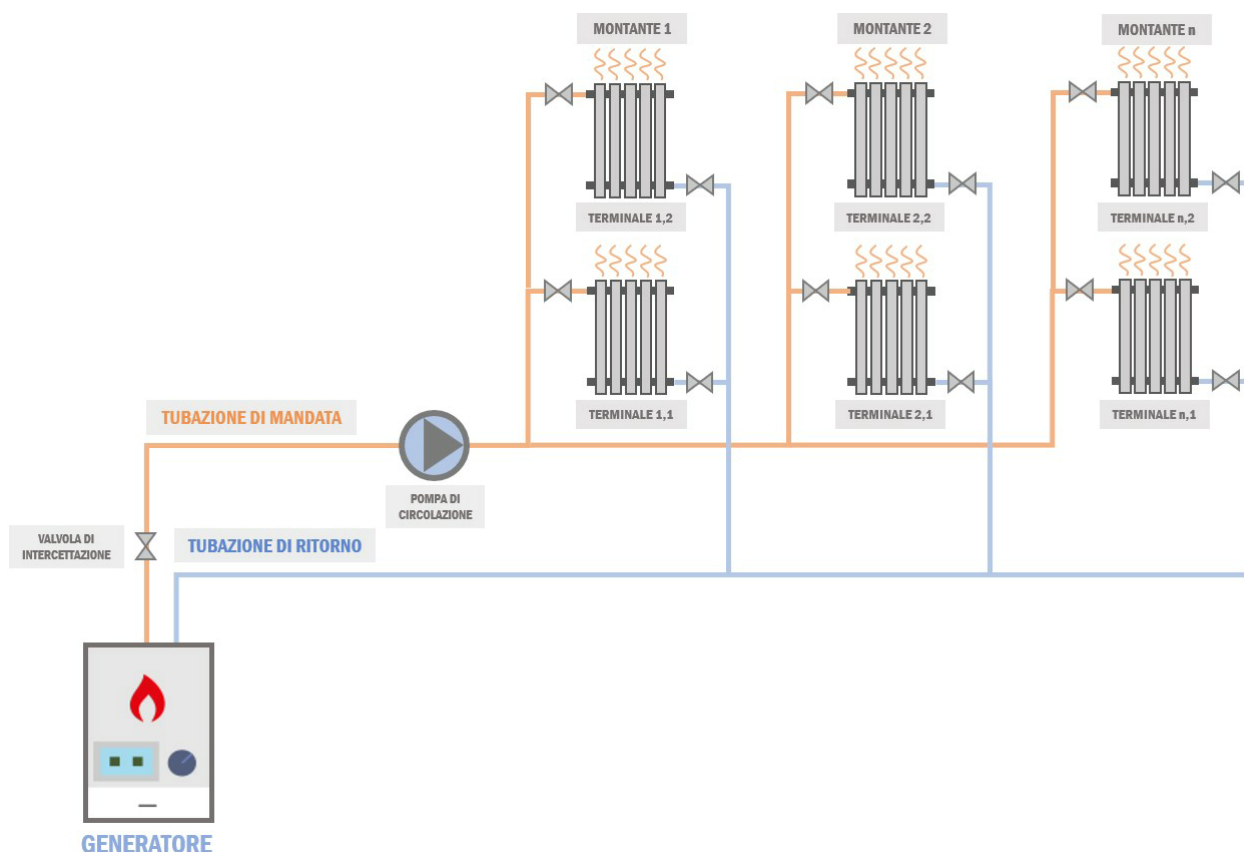 MONTANTE 1
MONTANTE 2
MONTANTE n
TERMINALE 1,2
TERMINALE 2,2
TERMINALE n,2
TERMINALE 1,1
TERMINALE 2,1
TERMINALE n,1
TUBAZIONE DI MANDATA
POMPA DI
CIRCOLAZIONE
VALVOLA DI
INTERCETTAZIONE
TUBAZIONE DI RITORNO
GENERATORE